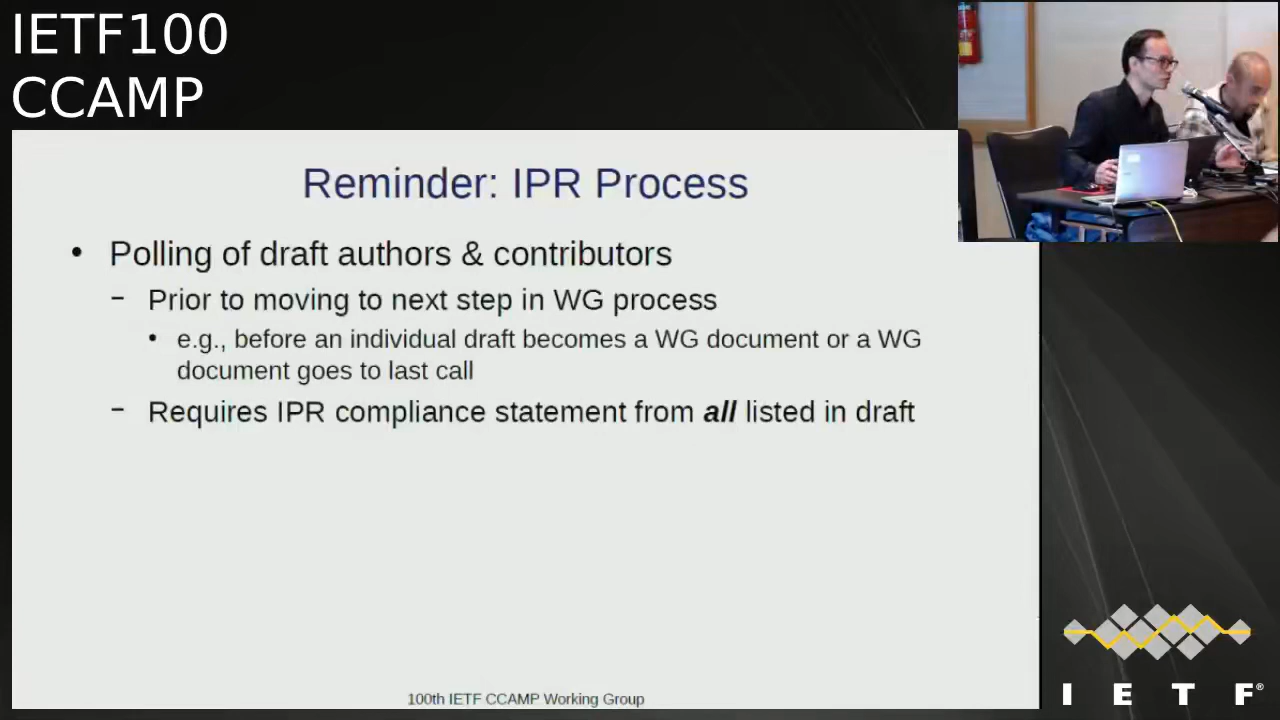 IETF100
CCAMP
Reminder: IPR Process
• Polling of draft authors & contributors
– Prior to moving to next step in WG process
• e.g., before an individual draft becomes a WG document or a WG
document goes to last call
– Requires IPR compliance statement from all listed in draft
100th IETF CCAMP Working Group
I E T F®